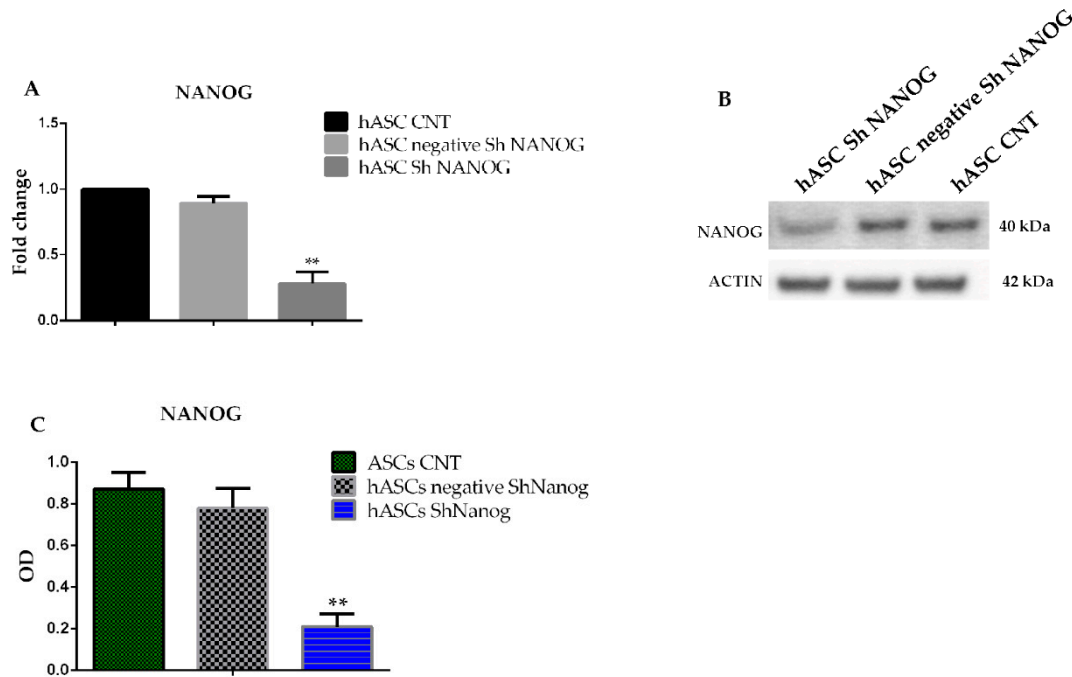 A
NANOG
1.5
1.0
0.5
0.0
Fold change
**
hASC CNT
hASC negative Sh NANOG
hASC Sh NANOG
B
hASC Sh NANOG
hASC negative Sh NANOG
hASC CNT
NANOG
40 kDa
ACTIN
42 kDa
C
NANOG
1.0
0.8
0.6
0.4
0.2
0.0
OD
**
ASCs CNT
hASCs negative ShNanog
hASCs ShNanog